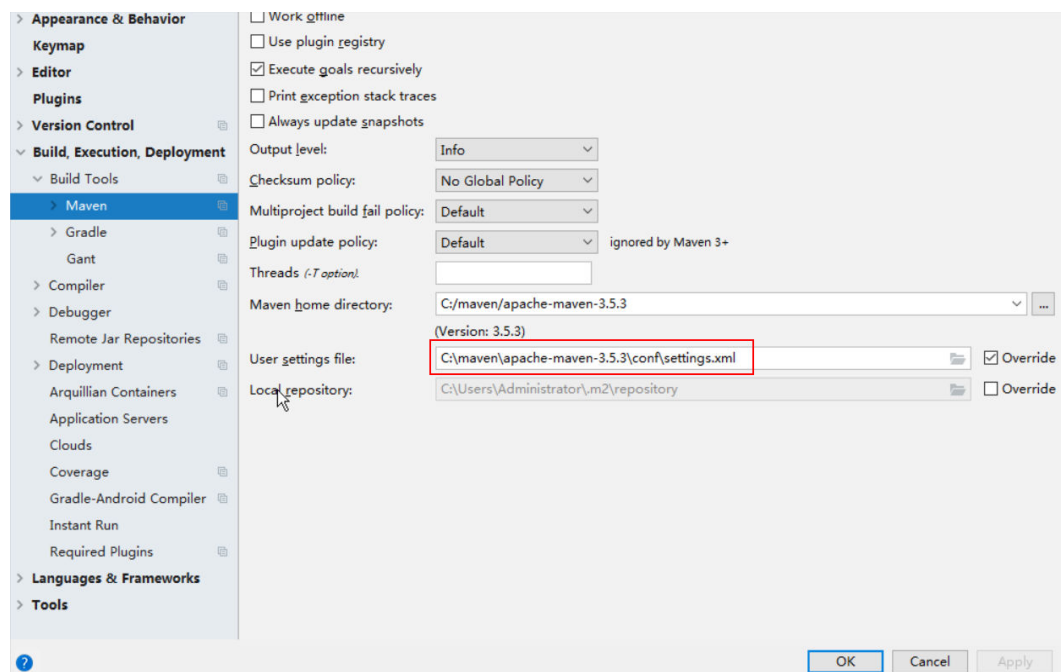 Appearance & Behavior
Keymap
Editor
Plugins
Version Control
Build, Execution, Deployment
Build Tools
Maven
Gradle
Gant
Compiler
Debugger
Remote Jar Repositories
Deployment
Arquillian Containers
Application Servers
Clouds
Coverage
Gradle-Android Compiler
Instant Run
Required Plugins
Languages & Frameworks
Tools
Work offline
Use plugin registry
Execute goals recursively
Print exception stack traces
Always update snapshots
Output level: Info
Checksum policy: No Global Policy
Multiproject build fail policy: Default
Plugin update policy: Default ignored by Maven 3+
Threads (-T option).
Maven home directory: C:/maven/apache-maven-3.5.3 ...
(Version: 3.5.3)
User settings file: C:\maven\apache-maven-3.5.3\conf\settings.xml Override
Local repository: C:\Users\Administrator\.m2\repository Override
? OK Cancel Apply